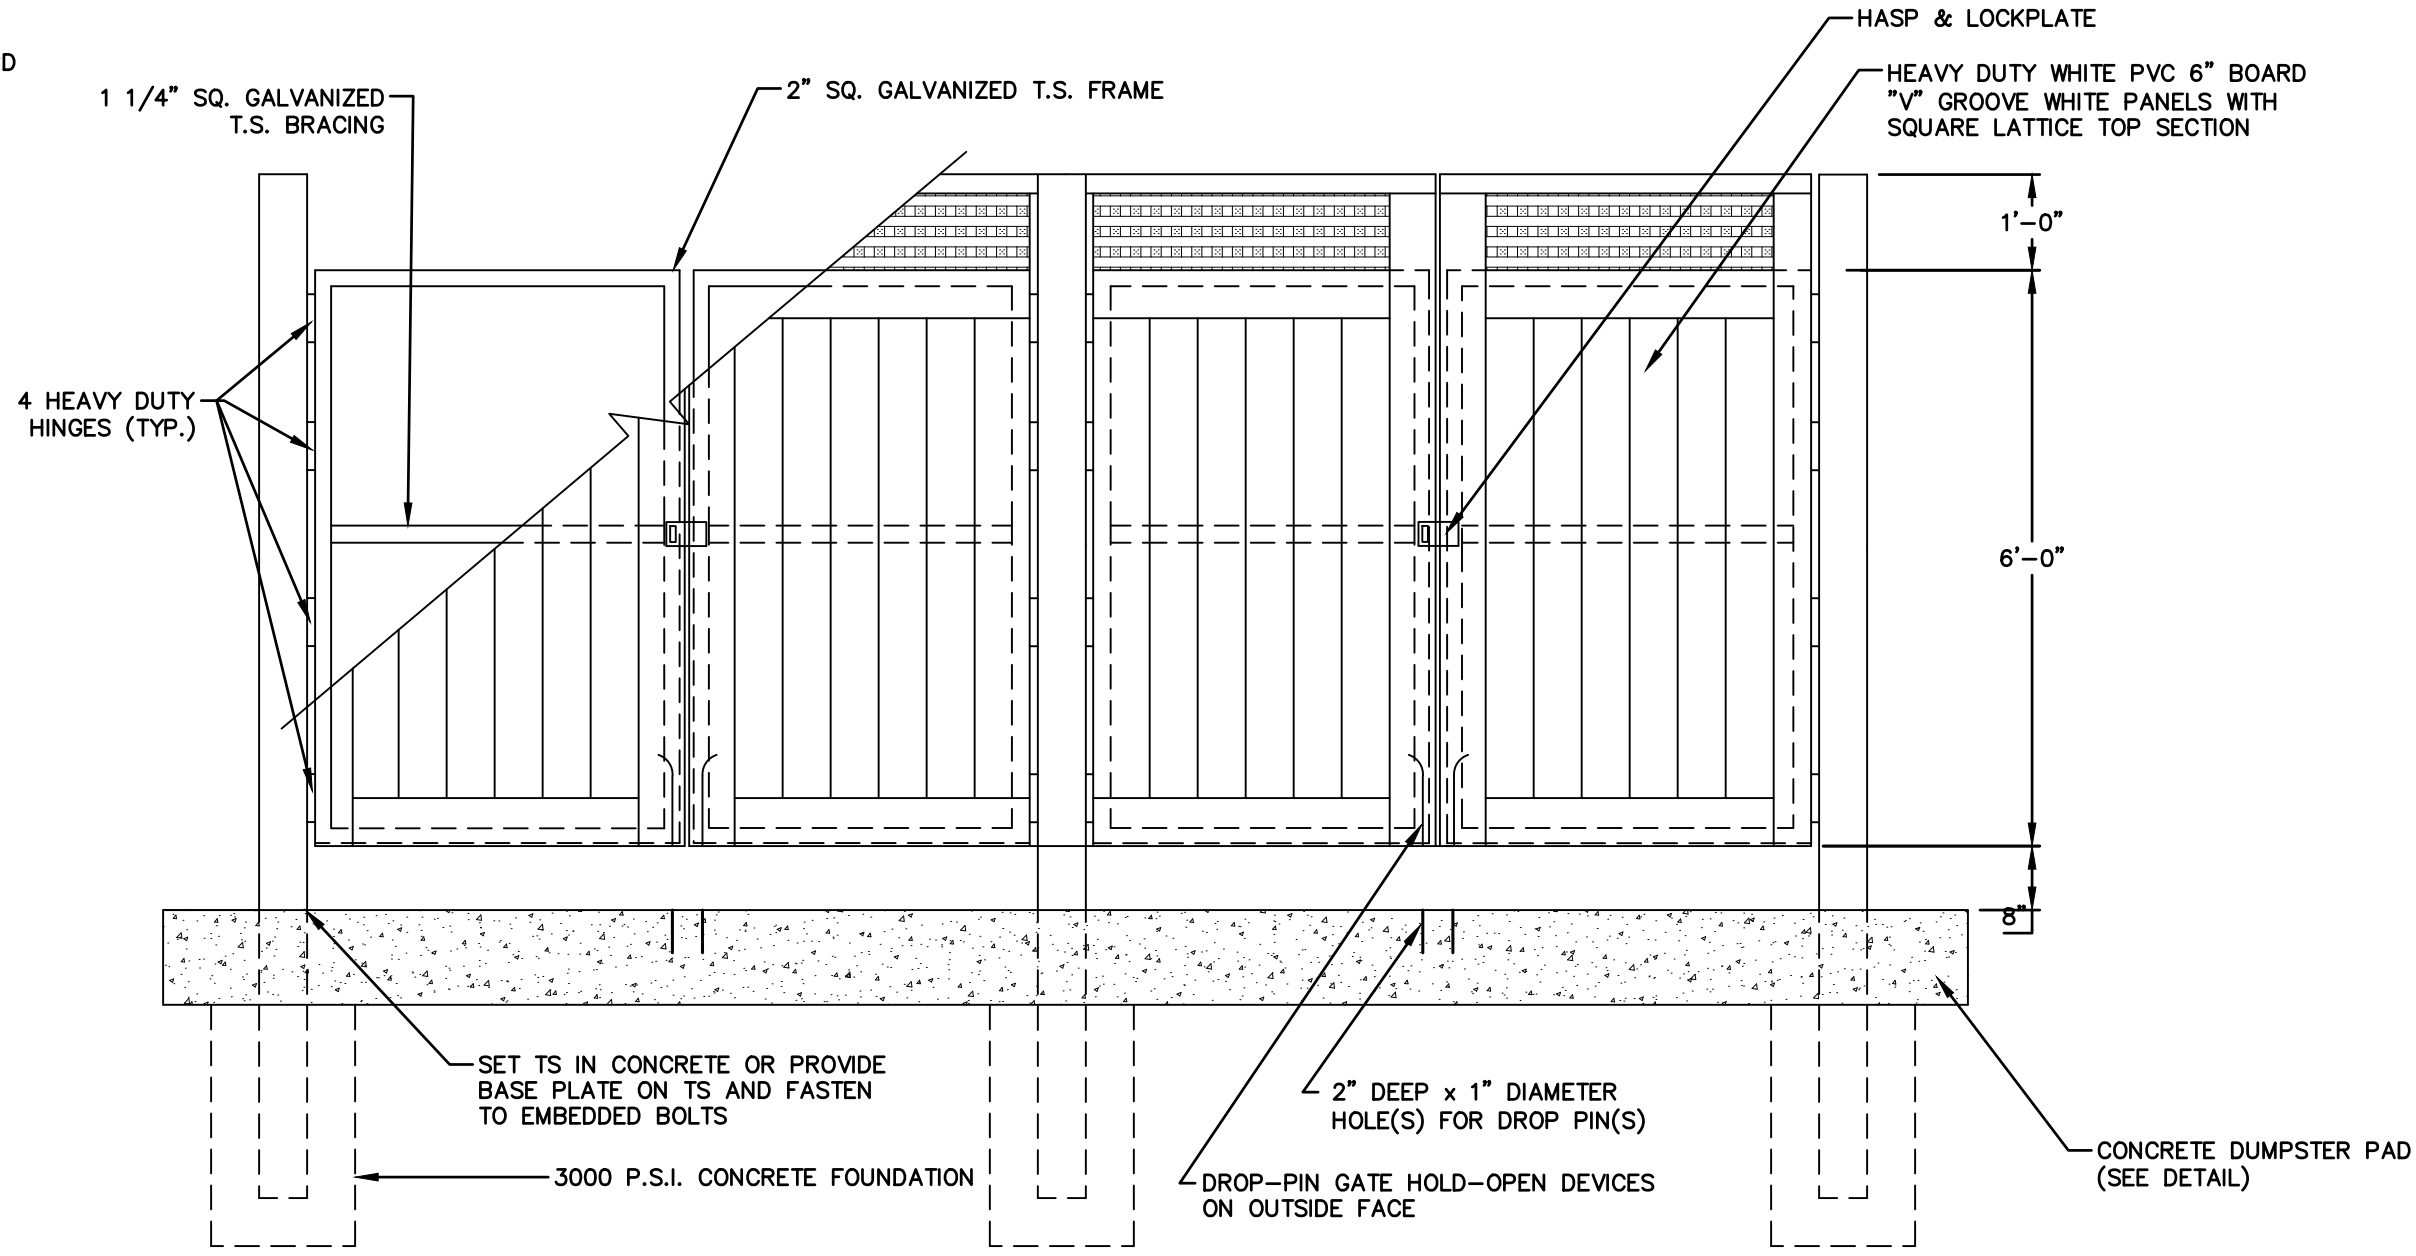 HASP & LOCKPLATE
D
1 1/4" SQ. GALVANIZED
T.S. BRACING
2" SQ. GALVANIZED T.S. FRAME
HEAVY DUTY WHITE PVC 6" BOARD
"V" GROOVE WHITE PANELS WITH
SQUARE LATTICE TOP SECTION
1'-0"
4 HEAVY DUTY
HINGES (TYP.)
6'-0"
8"
SET TS IN CONCRETE OR PROVIDE
BASE PLATE ON TS AND FASTEN
TO EMBEDDED BOLTS
2" DEEP x 1" DIAMETER
HOLE(S) FOR DROP PIN(S)
3000 P.S.I. CONCRETE FOUNDATION
DROP-PIN GATE HOLD-OPEN DEVICES
ON OUTSIDE FACE
CONCRETE DUMPSTER PAD
(SEE DETAIL)